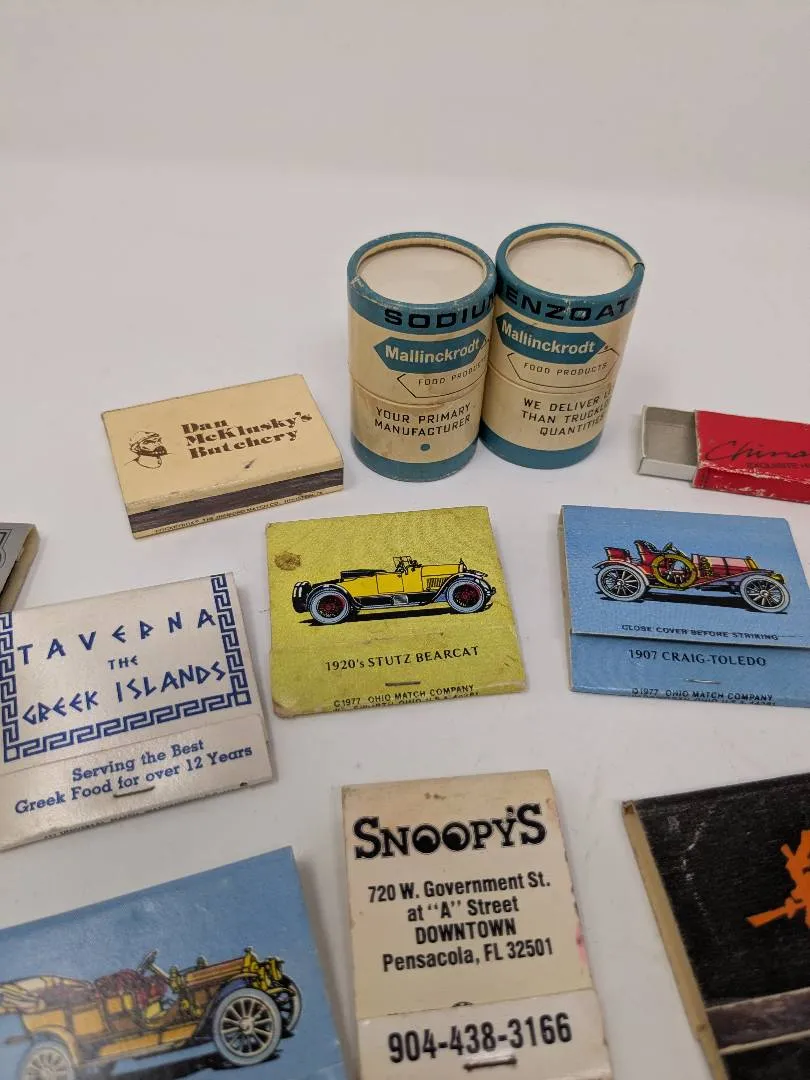 SODIUM
Mallinckrodt
FOOD PRODUCTS
YOUR PRIMARY
MANUFACTURER
ENZOAT
Mallinckrodt
FOOD PRODUCTS
WE DELIVER
THAN
QUANTITIES
Dan
McKlusky's
Butchery
China
TAVERNA
THE
GREEK ISLANDS
Serving the Best
Greek Food for over 12 Years
1920's STUTZ BEARCAT
©1977 OHIO MATCH COMPANY
CLOSE COVER BEFORE STRIKING
1907 CRAIG-TOLEDO
©1977 OHIO MATCH COMPANY
SNOOPY'S
720 W. Government St.
at "A" Street
DOWNTOWN
Pensacola, FL 32501
904-438-3166